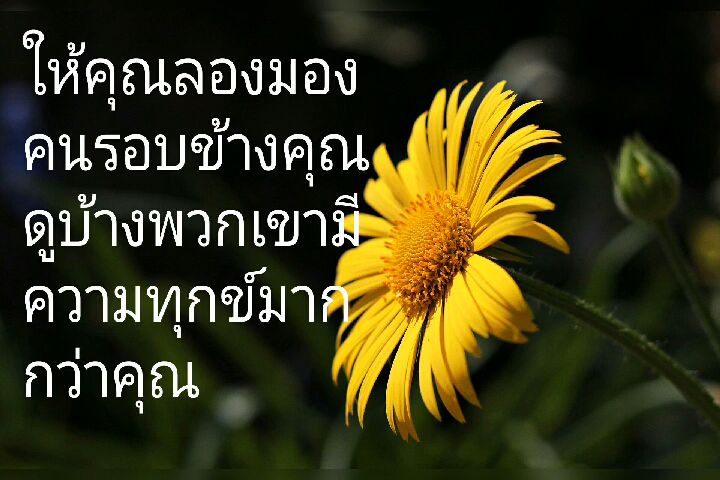 ให้คุณลองมอง
คนรอบข้างคุณ
ดูบ้างพวกเขามี
ความทุกข์มาก
กว่าคุณ